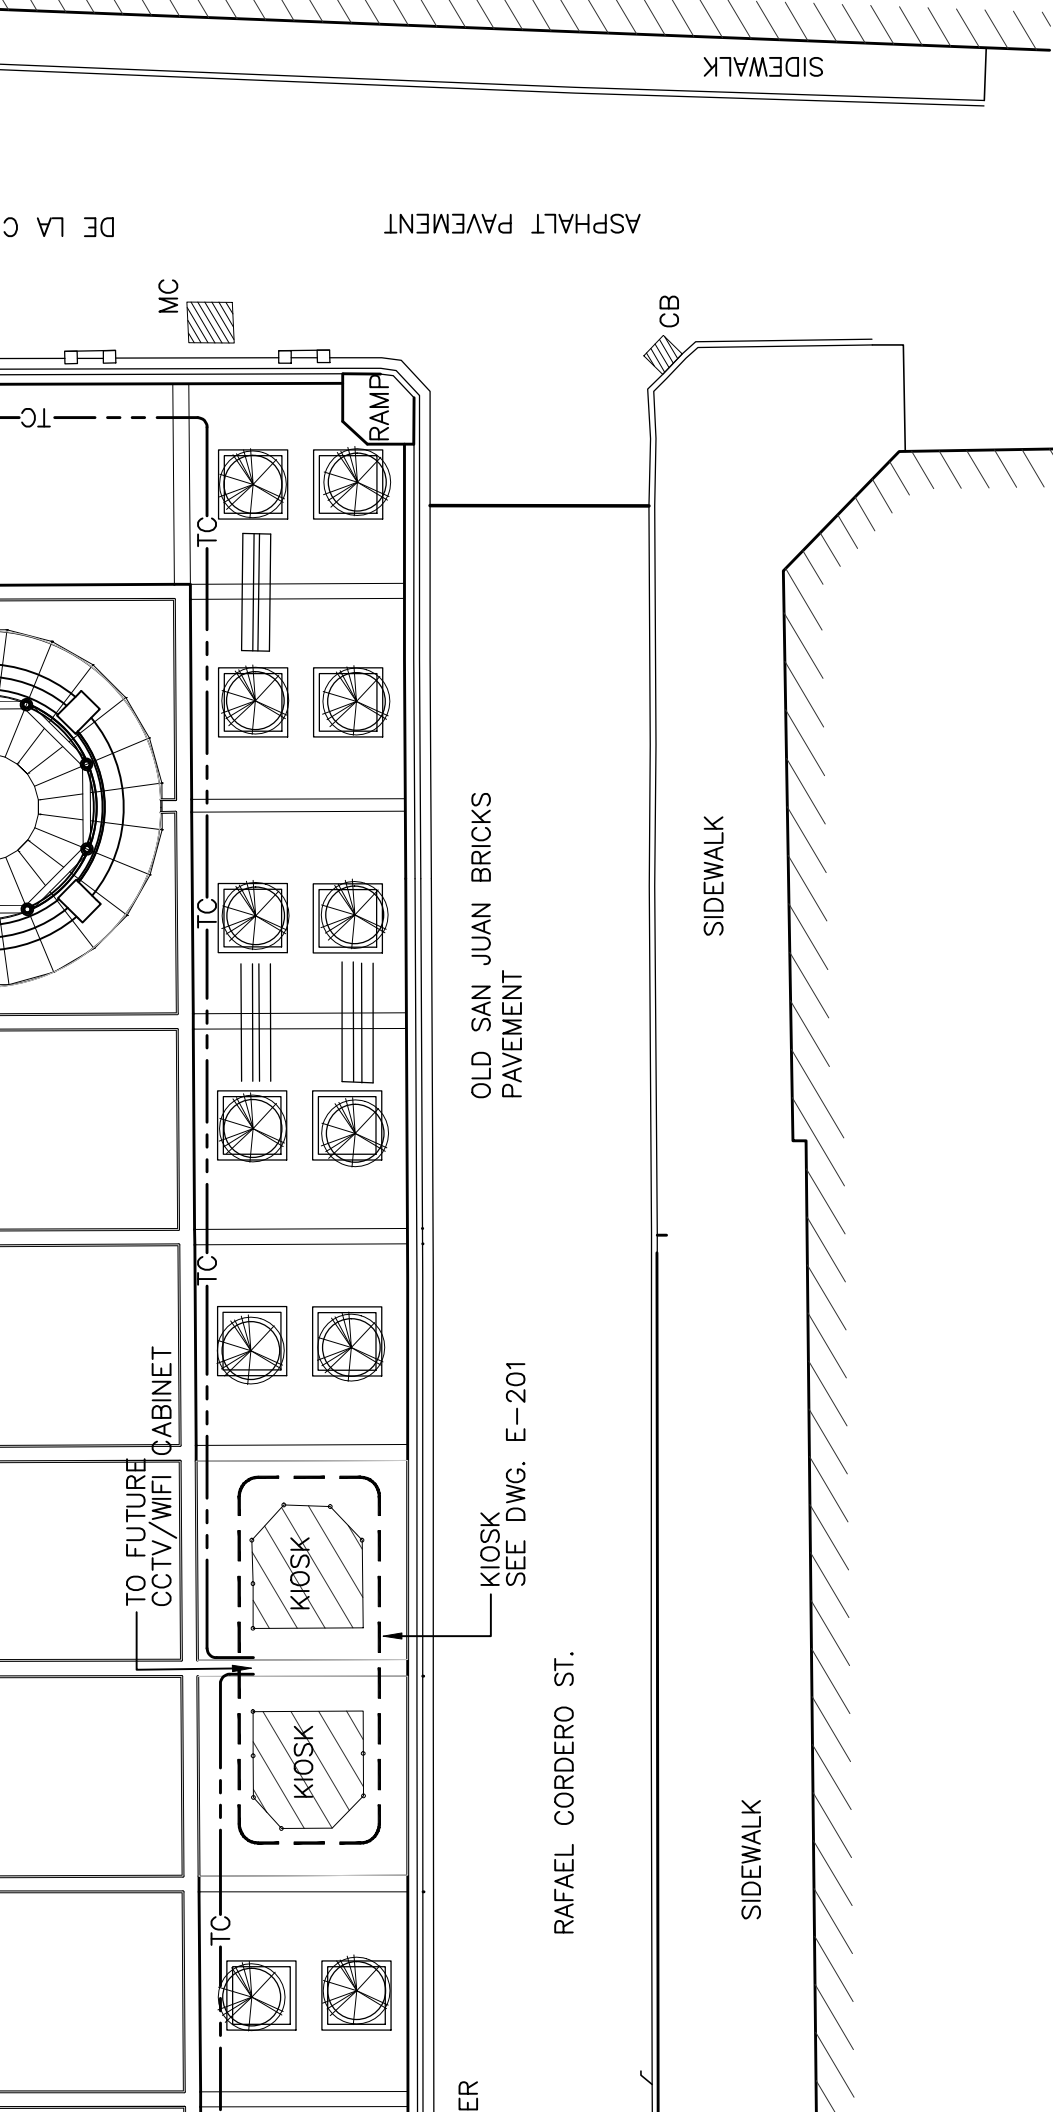 SIDEWALK
DE LA C
ASPHALT PAVEMENT
MC
CB
TC
RAMP
TC
OLD SAN JUAN BRICKS
PAVEMENT
SIDEWALK
TC
TC
TO FUTURE
CCTV/WIFI CABINET
KIOSK
SEE DWG. E-201
KIOSK
KIOSK
RAFAEL CORDERO ST.
SIDEWALK
TC
ER